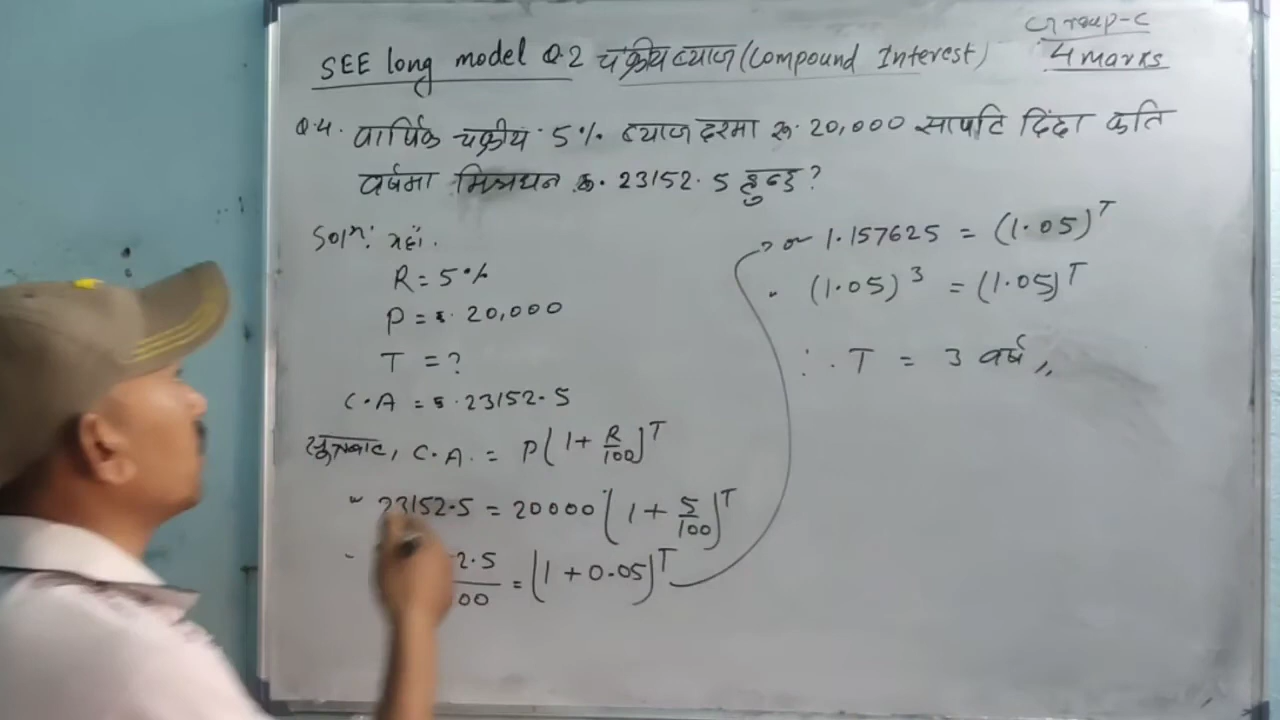 Group-C
SEE long model Q.2 चक्रीय ब्याज (Compound Interest) 4 marks
Q.4. वार्षिक चक्रीय 5% ब्याज दरमा रु. 20,000 सापटि दिंदा कति
वर्षमा मिश्रधन रु. 23152.5 हुन्छ?
Solⁿ: यहाँ.
R = 5%
P = रु. 20,000
T = ?
C.A = रु. 23152.5
सुत्रबाट, C.A. = P(1 + R/100)^T
" 23152.5 = 20000 (1 + 5/100)^T
" 2.5/00 = (1 + 0.05)^T
or 1.157625 = (1.05)^T
" (1.05)^3 = (1.05)^T
∴ T = 3 वर्ष //